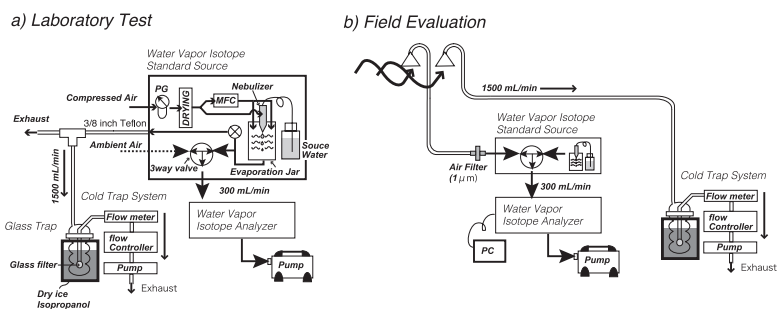 a) Laboratory Test
Water Vapor Isotope
Standard Source
PG
Nebulizer
Compressed Air
DRYING
MFC
Exhaust
3/8 inch Teflon
Ambient Air
Souce
Water
3way valve
Evaporation Jar
1500 mL/min
300 mL/min
Cold Trap System
Glass Trap
Flow meter
flow
Controller
Pump
Exhaust
Glass filter
Dry ice
Isopropanol
Water Vapor
Isotope Analyzer
Pump
b) Field Evaluation
1500 mL/min
Water Vapor Isotope
Standard Source
Air Filter
(1μm)
300 mL/min
Water Vapor
Isotope Analyzer
PC
Pump
Cold Trap System
Flow meter
flow
Controller
Pump
Exhaust